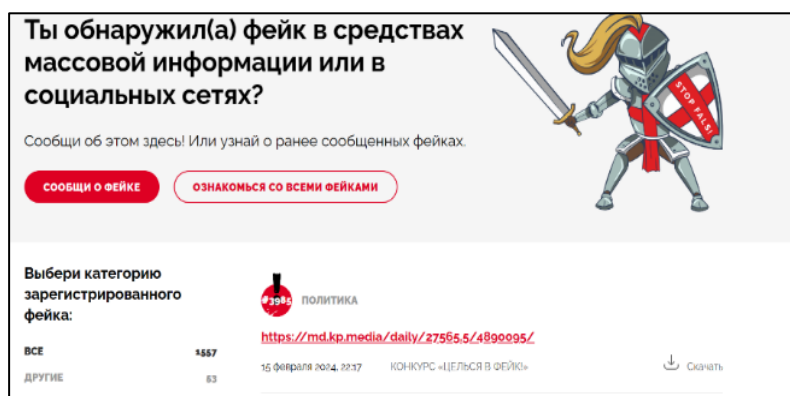 Ты обнаружил(а) фейк в средствах
массовой информации или в
социальных сетях?
Сообщи об этом здесь! Или узнай о ранее сообщенных фейках.
СООБЩИ О ФЕЙКЕ
ОЗНАКОМЬСЯ СО ВСЕМИ ФЕЙКАМИ
STOP FALS!
Выбери категорию
зарегистрированного
фейка:
ВСЕ 1557
ДРУГИЕ 53
#3985 ПОЛИТИКА
https://md.kp.media/daily/27565.5/4890095/
15 февраля 2024, 22:17 КОНКУРС «ЦЕЛЬСЯ В ФЕЙК!» Скачать